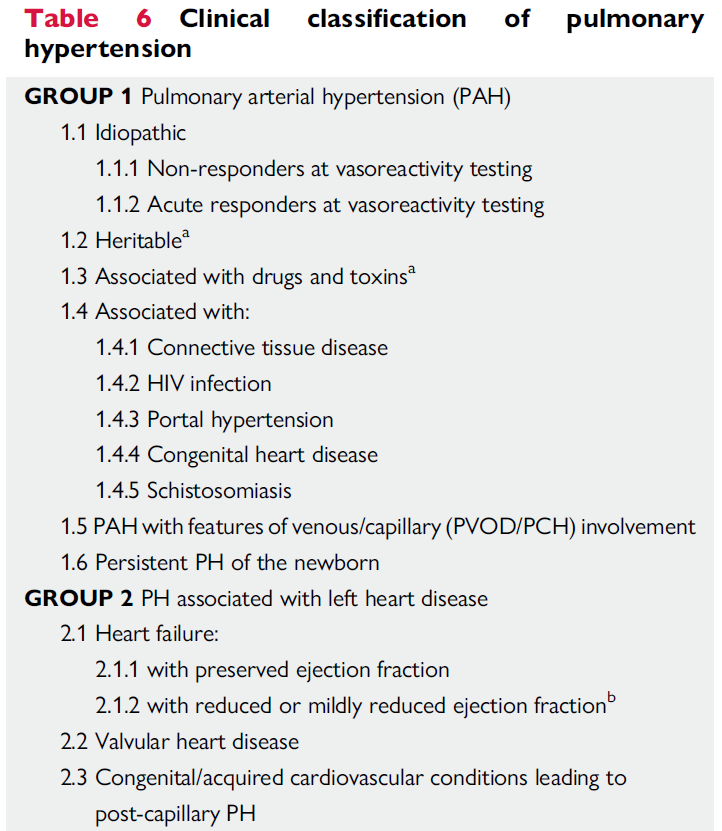 Table 6 Clinical classification of pulmonary
hypertension
GROUP 1 Pulmonary arterial hypertension (PAH)
1.1 Idiopathic
1.1.1 Non-responders at vasoreactivity testing
1.1.2 Acute responders at vasoreactivity testing
1.2 Heritableᵃ
1.3 Associated with drugs and toxinsᵃ
1.4 Associated with:
1.4.1 Connective tissue disease
1.4.2 HIV infection
1.4.3 Portal hypertension
1.4.4 Congenital heart disease
1.4.5 Schistosomiasis
1.5 PAH with features of venous/capillary (PVOD/PCH) involvement
1.6 Persistent PH of the newborn
GROUP 2 PH associated with left heart disease
2.1 Heart failure:
2.1.1 with preserved ejection fraction
2.1.2 with reduced or mildly reduced ejection fractionᵇ
2.2 Valvular heart disease
2.3 Congenital/acquired cardiovascular conditions leading to
post-capillary PH